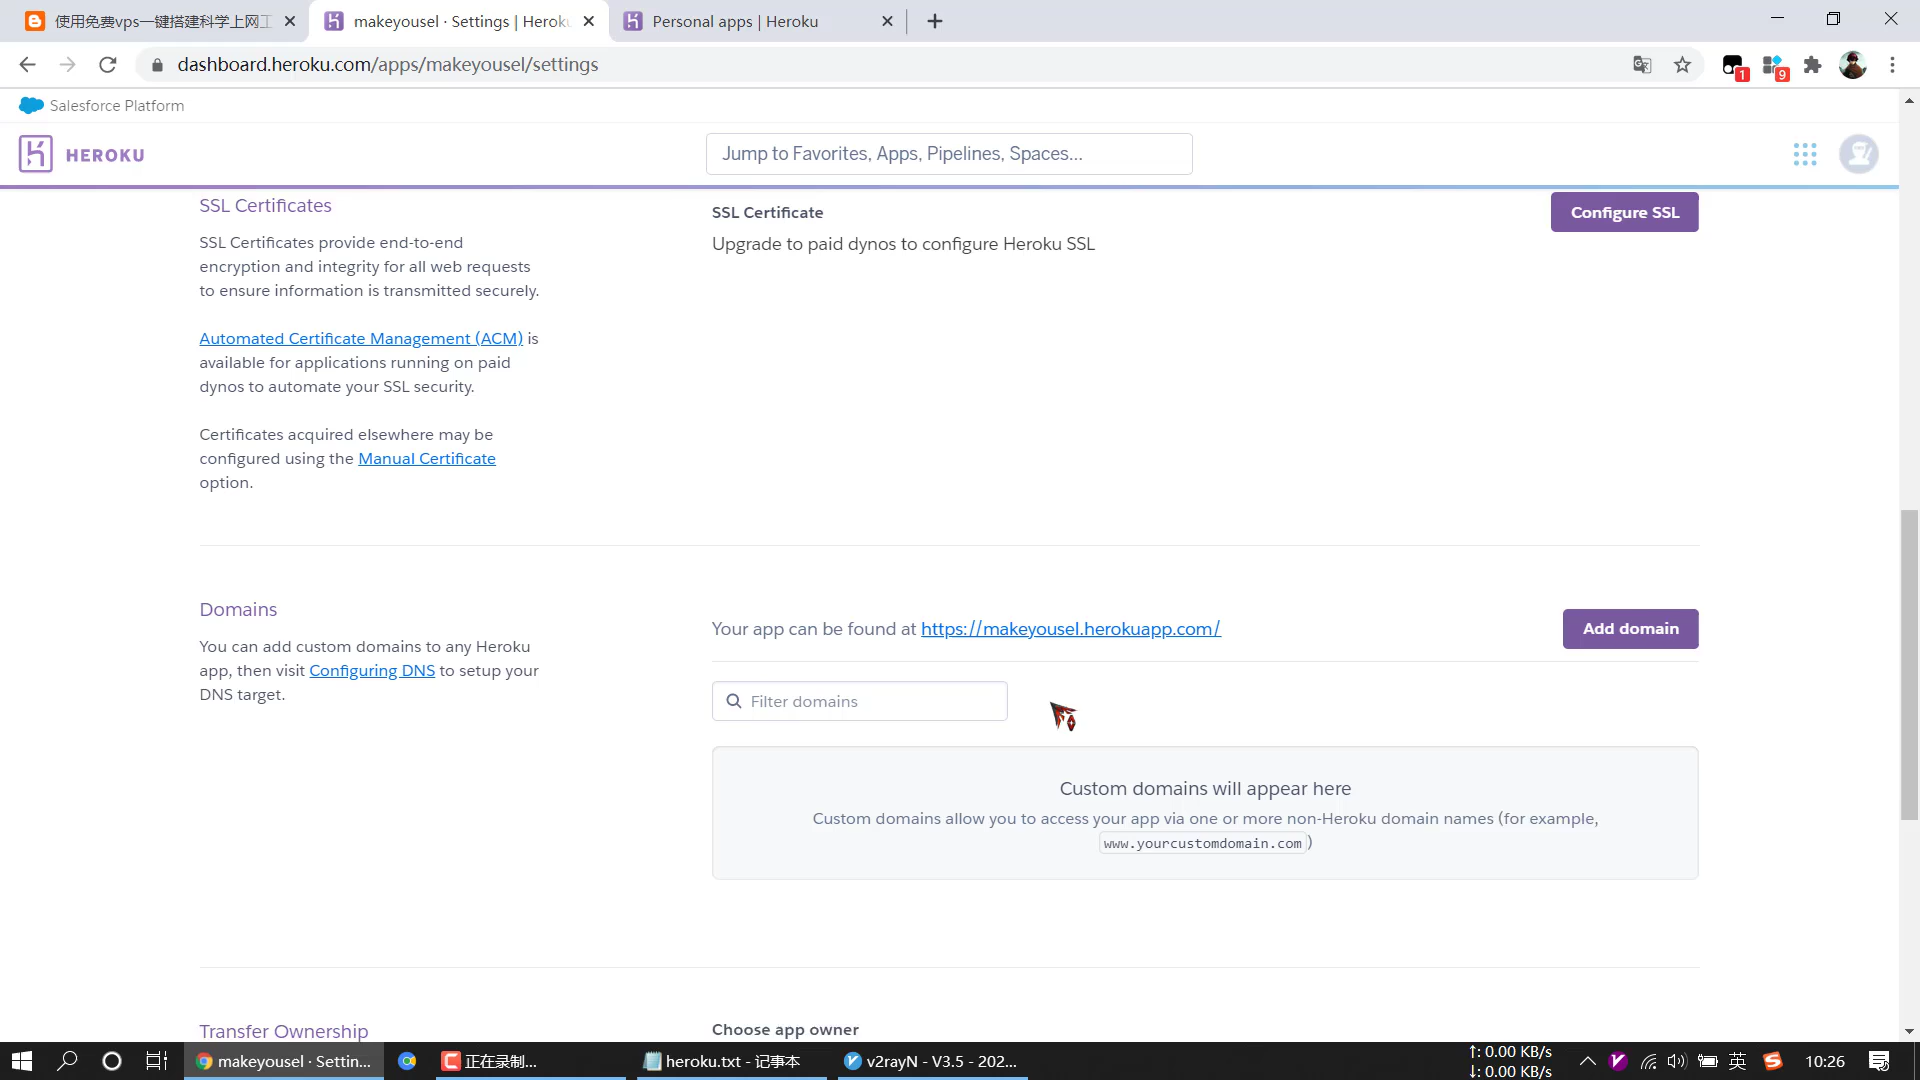 使用免费vps一键搭建科学上网工
makeyousel · Settings | Heroku
Personal apps | Heroku
dashboard.heroku.com/apps/makeyousel/settings
1
9
Salesforce Platform
HEROKU
Jump to Favorites, Apps, Pipelines, Spaces...
SSL Certificates
SSL Certificates provide end-to-end
encryption and integrity for all web requests
to ensure information is transmitted securely.
Automated Certificate Management (ACM) is
available for applications running on paid
dynos to automate your SSL security.
Certificates acquired elsewhere may be
configured using the Manual Certificate
option.
SSL Certificate
Upgrade to paid dynos to configure Heroku SSL
Configure SSL
Domains
You can add custom domains to any Heroku
app, then visit Configuring DNS to setup your
DNS target.
Your app can be found at https://makeyousel.herokuapp.com/
Add domain
Filter domains
Custom domains will appear here
Custom domains allow you to access your app via one or more non-Heroku domain names (for example,
www.yourcustomdomain.com)
Transfer Ownership
Choose app owner
makeyousel · Settin...
正在录制...
heroku.txt - 记事本
v2rayN - V3.5 - 202...
↑: 0.00 KB/s
↓: 0.00 KB/s
英
10:26